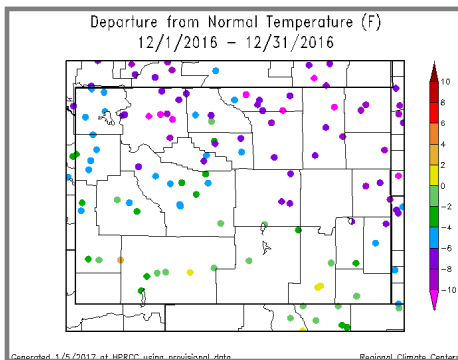 Departure from Normal Temperature (F)
12/1/2016 – 12/31/2016
10
8
6
4
2
0
−2
−4
−6
−8
−10
Generated 1/5/2017 at HPRCC using provisional data.
Regional Climate Centers